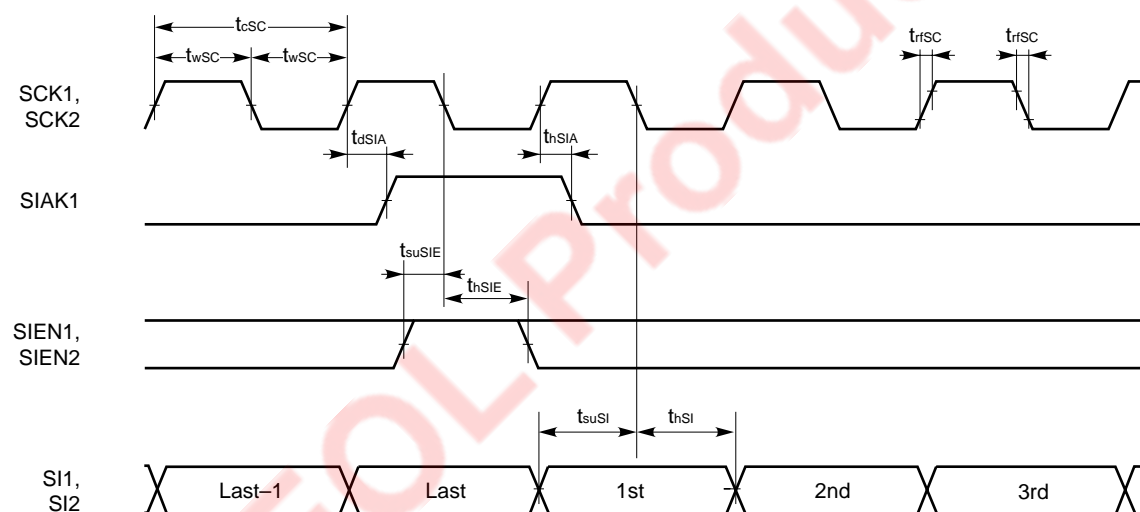 tcSC
twSC twSC trfSC trfSC
SCK1,
SCK2
tdSIA thSIA
SIAK1
tsuSIE
thSIE
SIEN1,
SIEN2
tsuSI thSI
SI1,
SI2
Last–1 Last 1st 2nd 3rd
EOL Produ